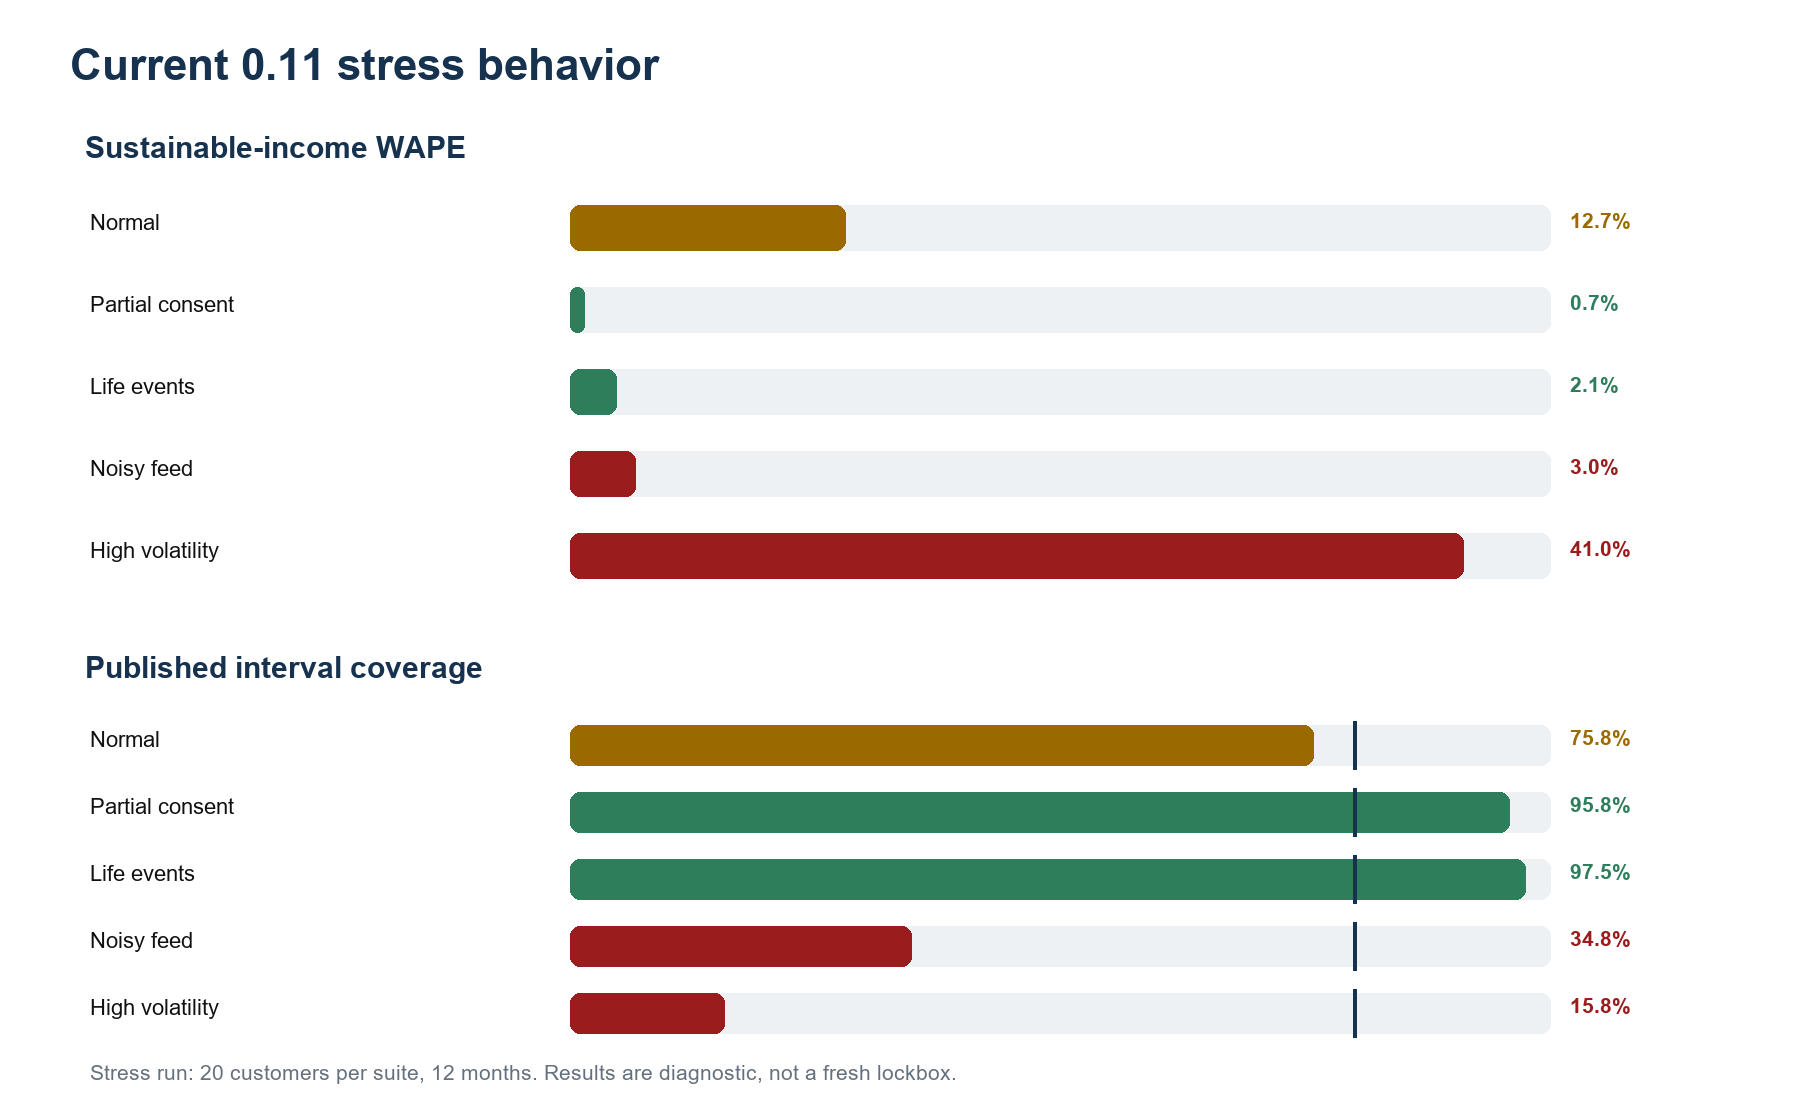 Current 0.11 stress behavior
Sustainable-income WAPE
Normal 12.7%
Partial consent 0.7%
Life events 2.1%
Noisy feed 3.0%
High volatility 41.0%
Published interval coverage
Normal 75.8%
Partial consent 95.8%
Life events 97.5%
Noisy feed 34.8%
High volatility 15.8%
Stress run: 20 customers per suite, 12 months. Results are diagnostic, not a fresh lockbox.